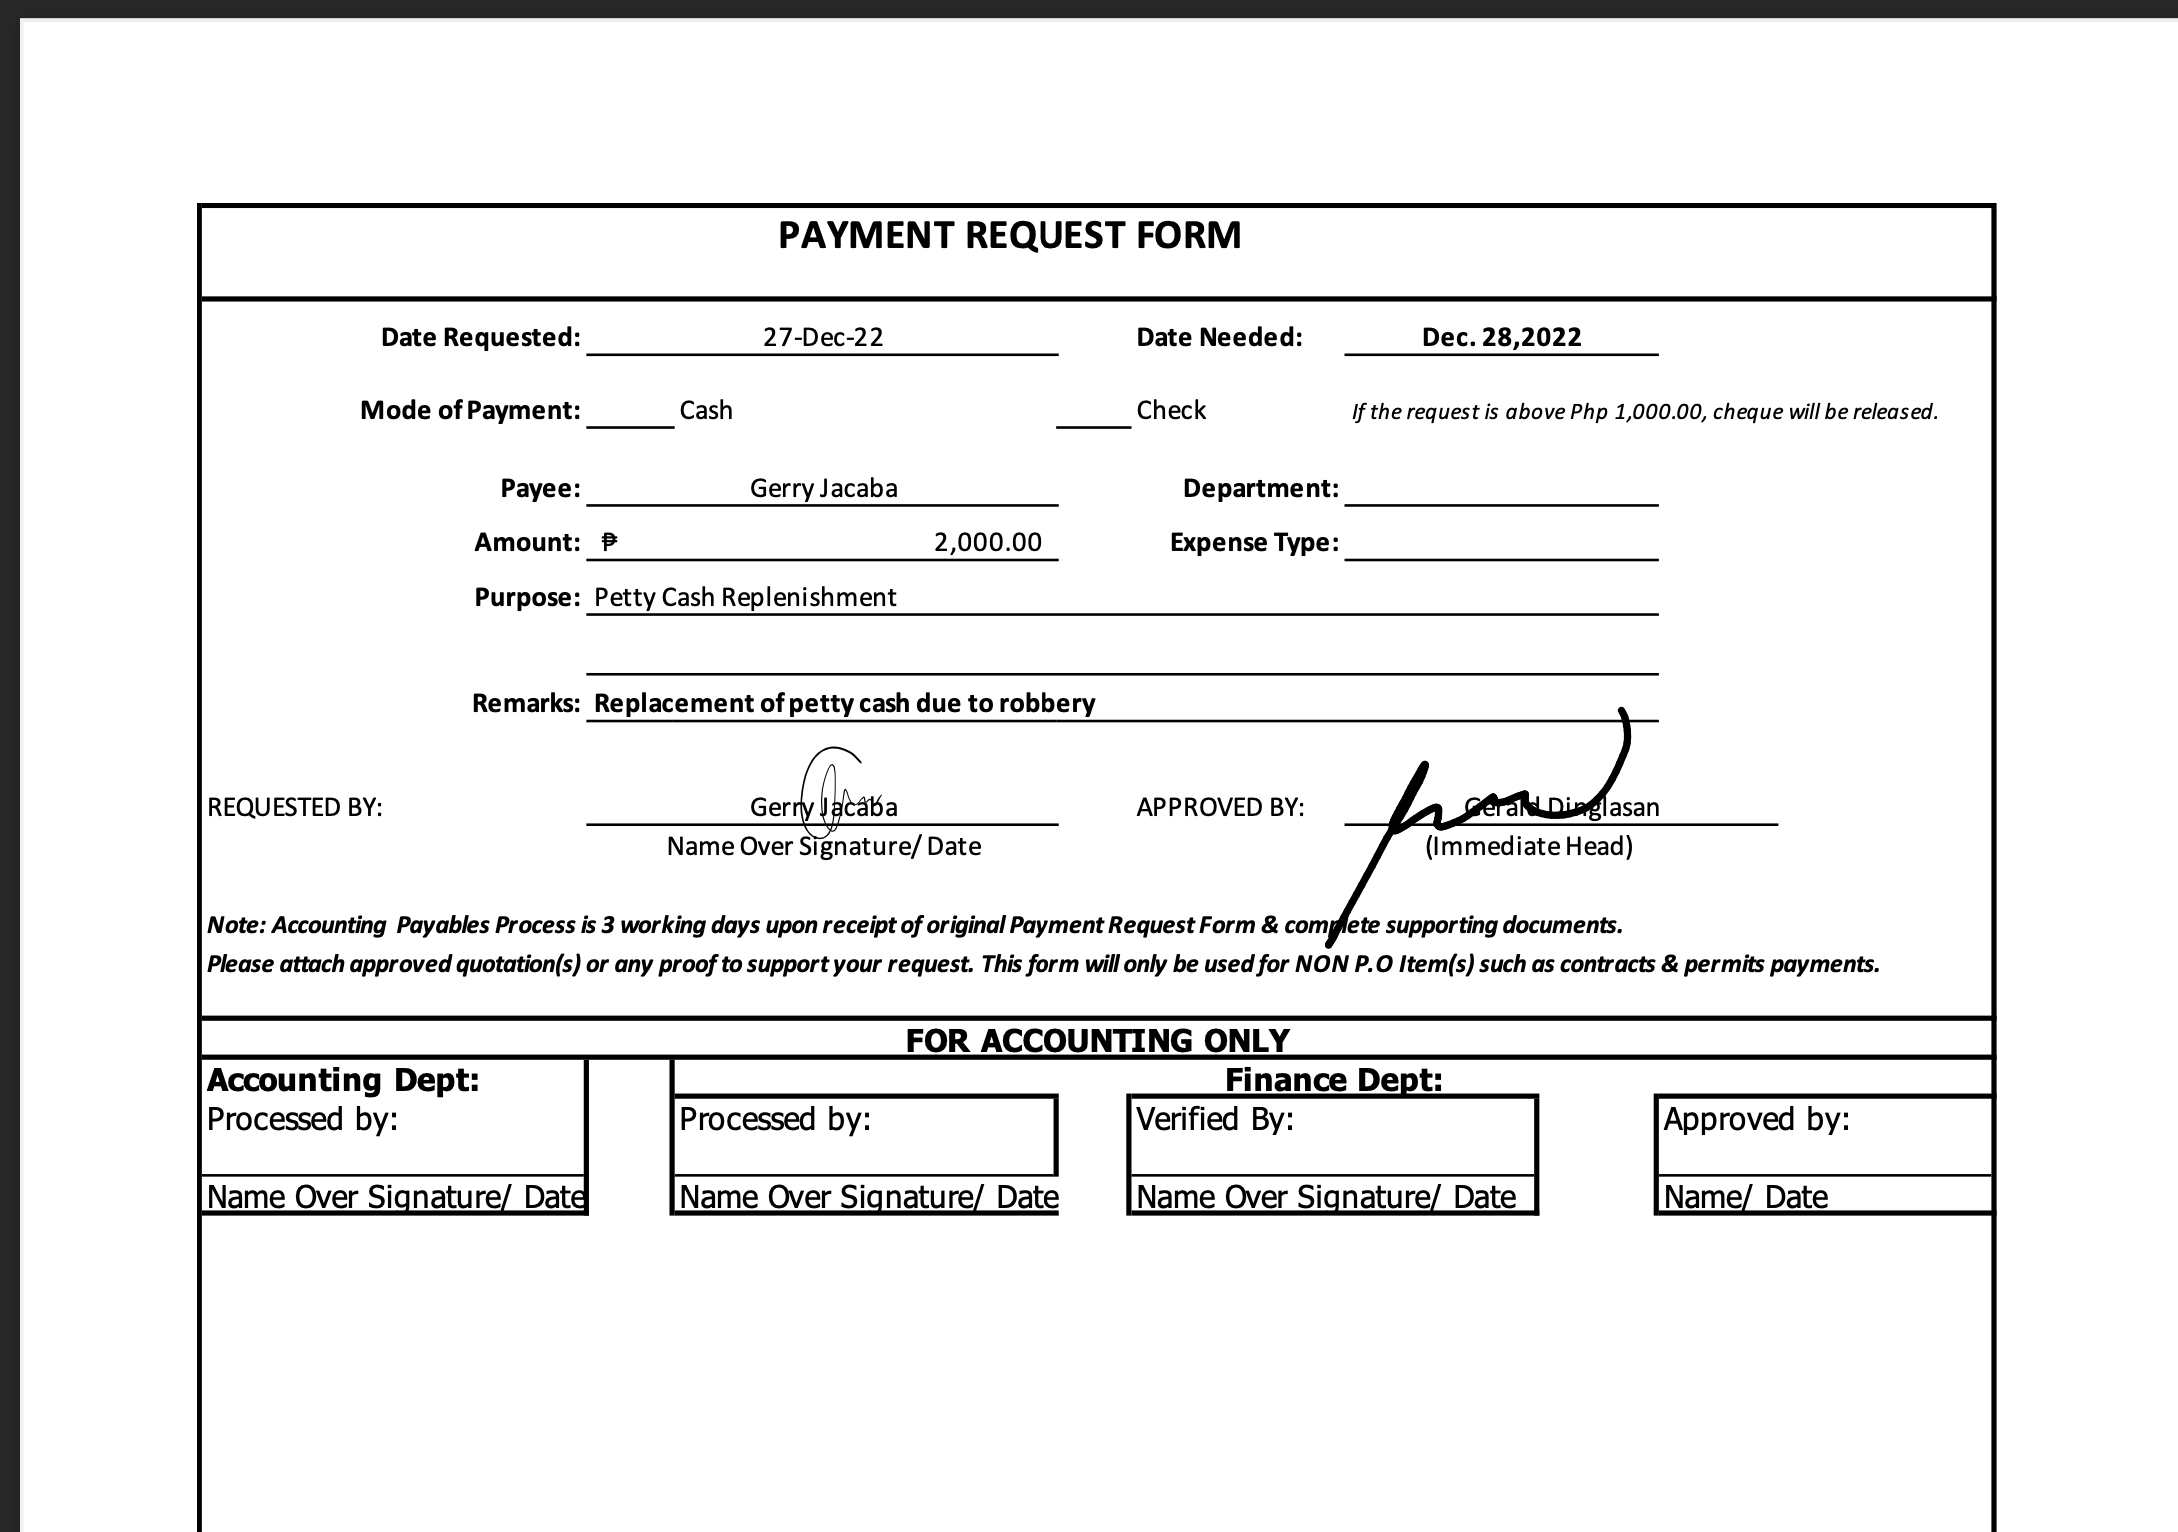 PAYMENT REQUEST FORM
Date Requested: 27-Dec-22 Date Needed: Dec. 28,2022
Mode of Payment: Cash Check If the request is above Php 1,000.00, cheque will be released.
Payee: Gerry Jacaba Department:
Amount: ₱ 2,000.00 Expense Type:
Purpose: Petty Cash Replenishment
Remarks: Replacement of petty cash due to robbery
REQUESTED BY: Gerry Jacaba APPROVED BY: Gerald Dinglasan
Name Over Signature/ Date (Immediate Head)
Note: Accounting Payables Process is 3 working days upon receipt of original Payment Request Form & complete supporting documents.
Please attach approved quotation(s) or any proof to support your request. This form will only be used for NON P.O Item(s) such as contracts & permits payments.
FOR ACCOUNTING ONLY
Accounting Dept: Finance Dept:
Processed by: Processed by: Verified By: Approved by:
Name Over Signature/ Date Name Over Signature/ Date Name Over Signature/ Date Name/ Date